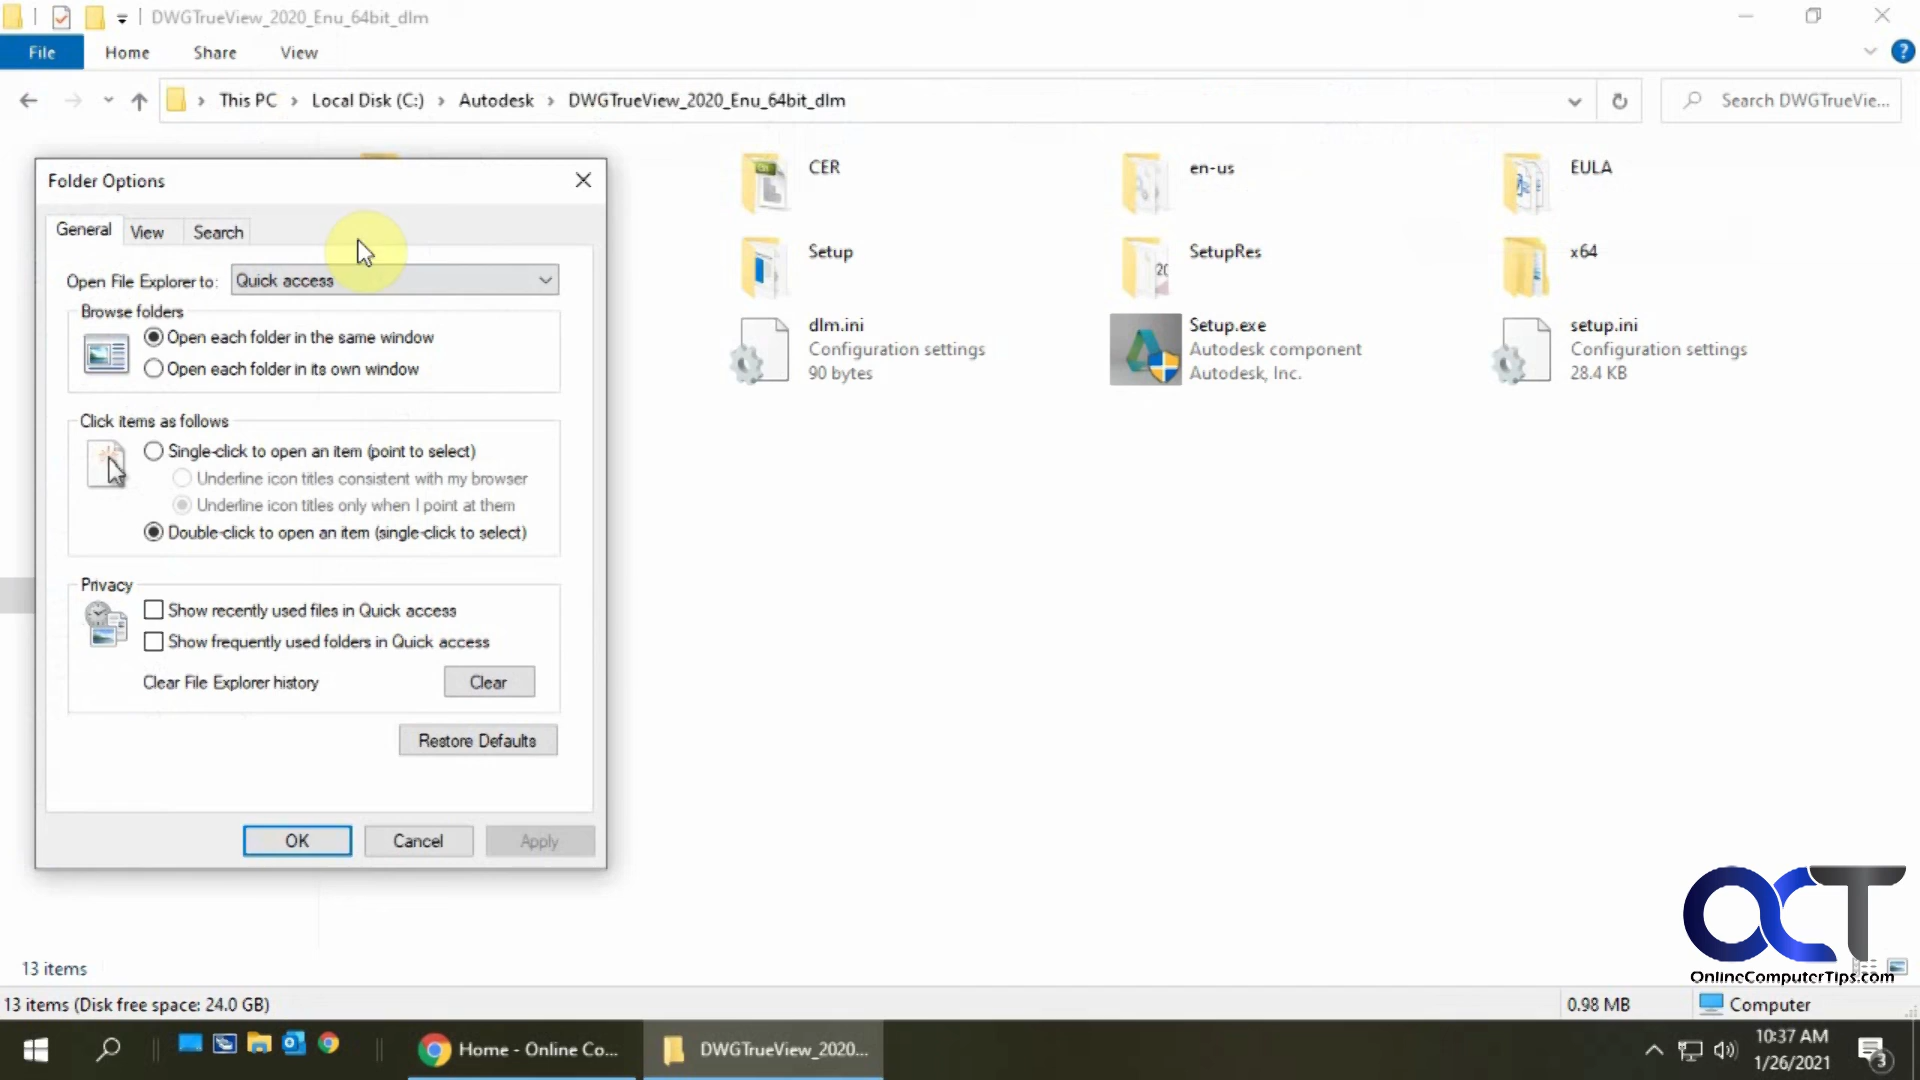 DWGTrueView_2020_Enu_64bit_dlm
File Home Share View
This PC Local Disk (C:) Autodesk DWGTrueView_2020_Enu_64bit_dlm
Search DWGTrueVie...
Folder Options
General View Search
Open File Explorer to: Quick access
Browse folders
Open each folder in the same window
Open each folder in its own window
Click items as follows
Single-click to open an item (point to select)
Underline icon titles consistent with my browser
Underline icon titles only when I point at them
Double-click to open an item (single-click to select)
Privacy
Show recently used files in Quick access
Show frequently used folders in Quick access
Clear File Explorer history Clear
Restore Defaults
OK Cancel Apply
CER en-us EULA
Setup SetupRes x64
dlm.ini
Configuration settings
90 bytes
Setup.exe
Autodesk component
Autodesk, Inc.
setup.ini
Configuration settings
28.4 KB
OCT
OnlineComputerTips.com
13 items
13 items (Disk free space: 24.0 GB) 0.98 MB Computer
Home - Online Co... DWGTrueView_2020... 10:37 AM
1/26/2021 3